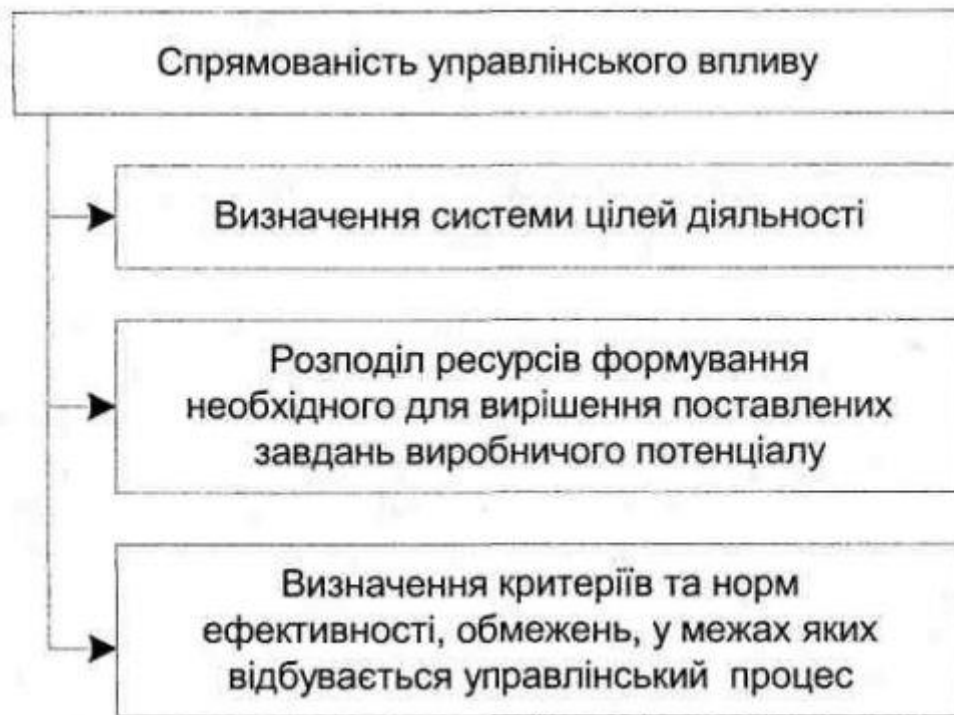 Спрямованість управлінського впливу
Визначення системи цілей діяльності
Розподіл ресурсів формування
необхідного для вирішення поставлених
завдань виробничого потенціалу
Визначення критеріїв та норм
ефективності, обмежень, у межах яких
відбувається управлінський процес